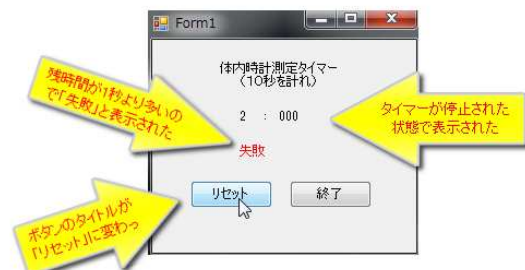 Form1
体内時計測定タイマー
(10秒を計れ)
残時間が1秒より多いの
で「失敗」と表示された
2 : 000
タイマーが停止された
状態で表示された
失敗
リセット
終了
ボタンのタイトルが
「リセット」に変わっ